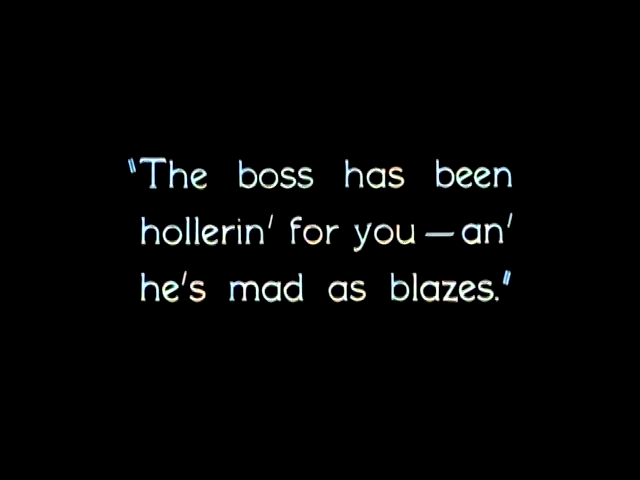 "The boss has been
hollerin' for you — an'
he's mad as blazes."